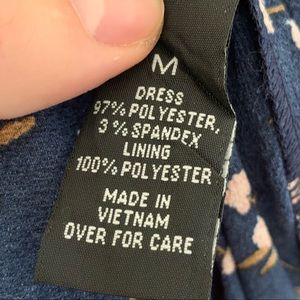 M
DRESS
97% POLYESTER,
3% SPANDEX
LINING
100% POLYESTER
MADE IN
VIETNAM
OVER FOR CARE